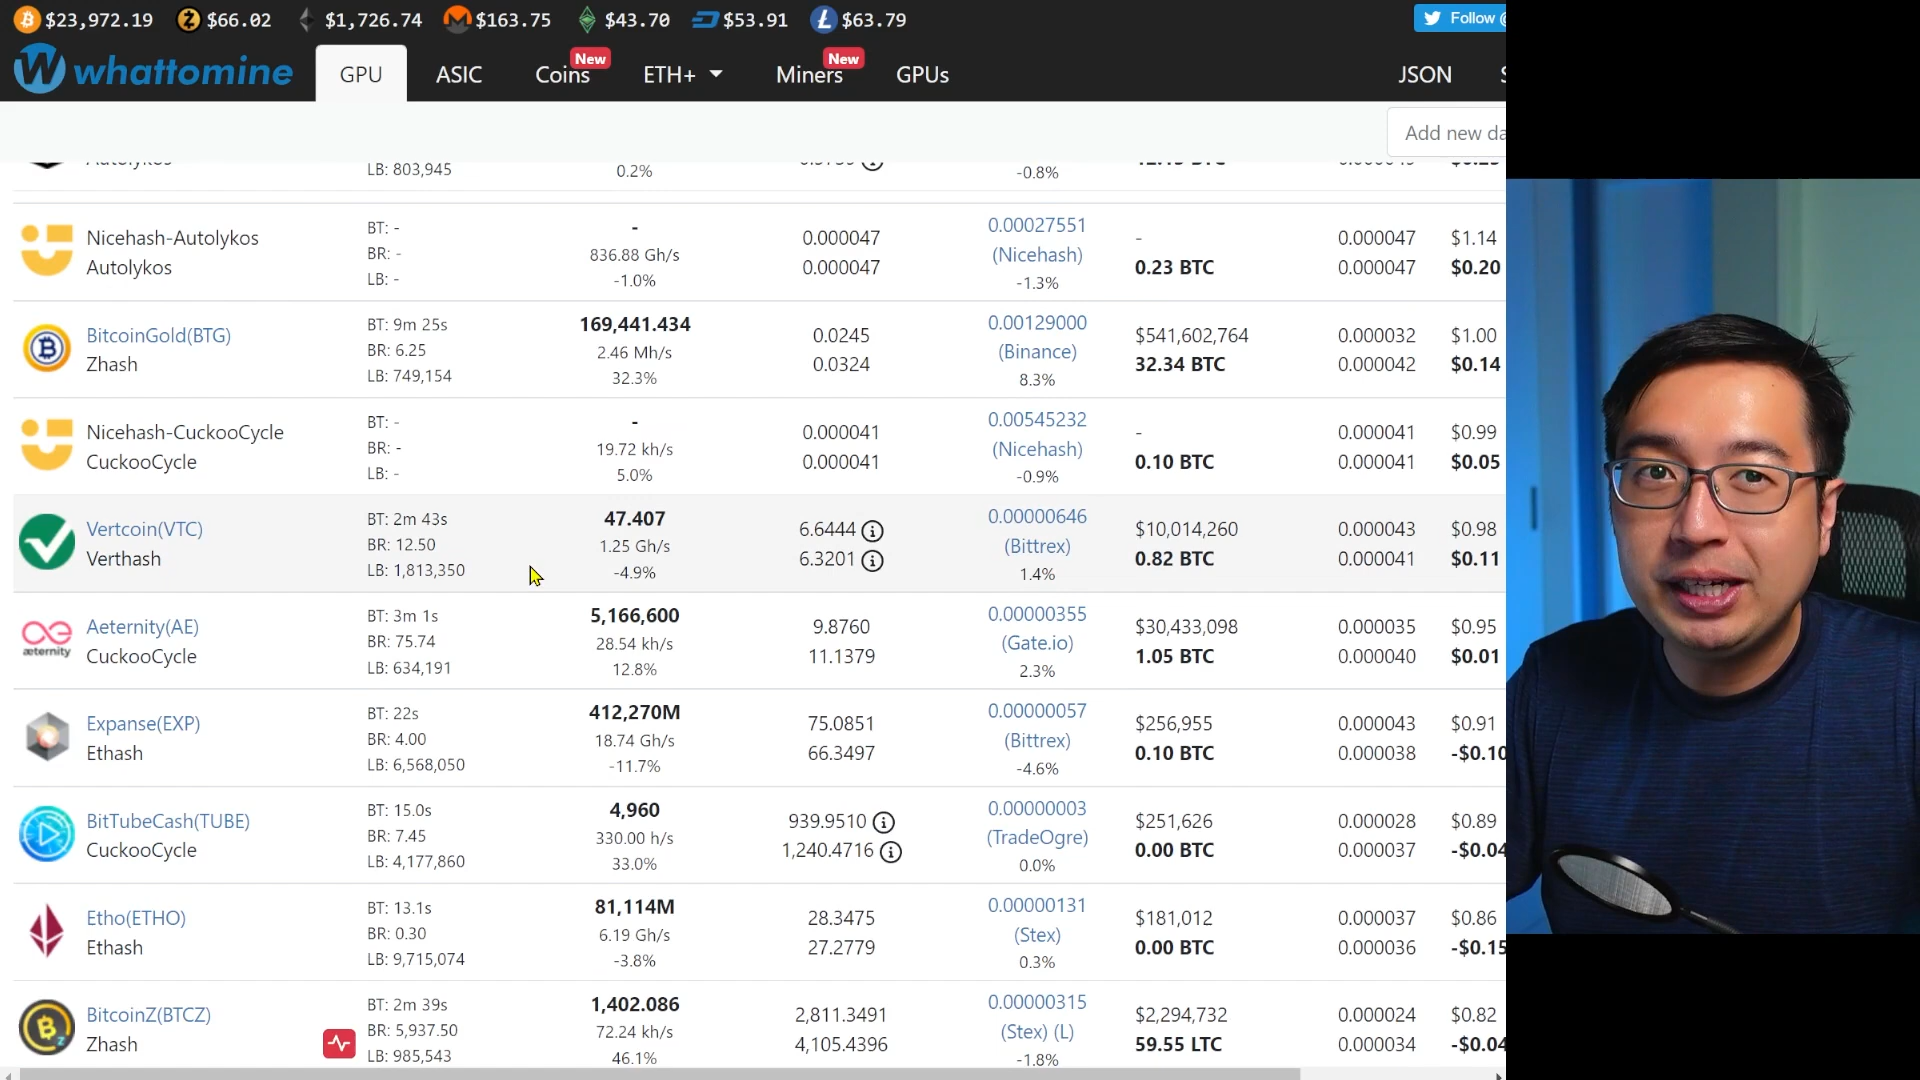 $23,972.19 $66.02 $1,726.74 $163.75 $43.70 $53.91 $63.79
Follow
whattomine GPU ASIC Coins New ETH+ Miners New GPUs JSON
Add new da
Autolykos LB: 803,945 0.2% -0.8%
Nicehash-Autolykos
Autolykos
BT: -
BR: -
LB: -
-
836.88 Gh/s
-1.0%
0.000047
0.000047
0.00027551
(Nicehash)
-1.3%
-
0.23 BTC
0.000047
0.000047
$1.14
$0.20
BitcoinGold(BTG)
Zhash
BT: 9m 25s
BR: 6.25
LB: 749,154
169,441.434
2.46 Mh/s
32.3%
0.0245
0.0324
0.00129000
(Binance)
8.3%
$541,602,764
32.34 BTC
0.000032
0.000042
$1.00
$0.14
Nicehash-CuckooCycle
CuckooCycle
BT: -
BR: -
LB: -
-
19.72 kh/s
5.0%
0.000041
0.000041
0.00545232
(Nicehash)
-0.9%
-
0.10 BTC
0.000041
0.000041
$0.99
$0.05
Vertcoin(VTC)
Verthash
BT: 2m 43s
BR: 12.50
LB: 1,813,350
47.407
1.25 Gh/s
-4.9%
6.6444
6.3201
0.00000646
(Bittrex)
1.4%
$10,014,260
0.82 BTC
0.000043
0.000041
$0.98
$0.11
Aeternity(AE)
CuckooCycle
æternity
BT: 3m 1s
BR: 75.74
LB: 634,191
5,166,600
28.54 kh/s
12.8%
9.8760
11.1379
0.00000355
(Gate.io)
2.3%
$30,433,098
1.05 BTC
0.000035
0.000040
$0.95
$0.01
Expanse(EXP)
Ethash
BT: 22s
BR: 4.00
LB: 6,568,050
412,270M
18.74 Gh/s
-11.7%
75.0851
66.3497
0.00000057
(Bittrex)
-4.6%
$256,955
0.10 BTC
0.000043
0.000038
$0.91
-$0.10
BitTubeCash(TUBE)
CuckooCycle
BT: 15.0s
BR: 7.45
LB: 4,177,860
4,960
330.00 h/s
33.0%
939.9510
1,240.4716
0.00000003
(TradeOgre)
0.0%
$251,626
0.00 BTC
0.000028
0.000037
$0.89
-$0.04
Etho(ETHO)
Ethash
BT: 13.1s
BR: 0.30
LB: 9,715,074
81,114M
6.19 Gh/s
-3.8%
28.3475
27.2779
0.00000131
(Stex)
0.3%
$181,012
0.00 BTC
0.000037
0.000036
$0.86
-$0.15
BitcoinZ(BTCZ)
Zhash
BT: 2m 39s
BR: 5,937.50
LB: 985,543
1,402.086
72.24 kh/s
46.1%
2,811.3491
4,105.4396
0.00000315
(Stex) (L)
-1.8%
$2,294,732
59.55 LTC
0.000024
0.000034
$0.82
-$0.04